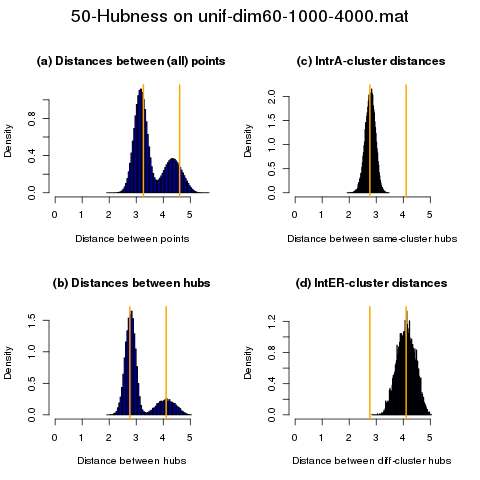 50-Hubness on unif-dim60-1000-4000.mat
(a) Distances between (all) points
Density
0.0 0.4 0.8
0 1 2 3 4 5
Distance between points
(c) IntrA-cluster distances
Density
0.0 0.5 1.0 1.5 2.0
0 1 2 3 4 5
Distance between same-cluster hubs
(b) Distances between hubs
Density
0.0 0.5 1.0 1.5
0 1 2 3 4 5
Distance between hubs
(d) IntER-cluster distances
Density
0.0 0.4 0.8 1.2
0 1 2 3 4 5
Distance between diff-cluster hubs